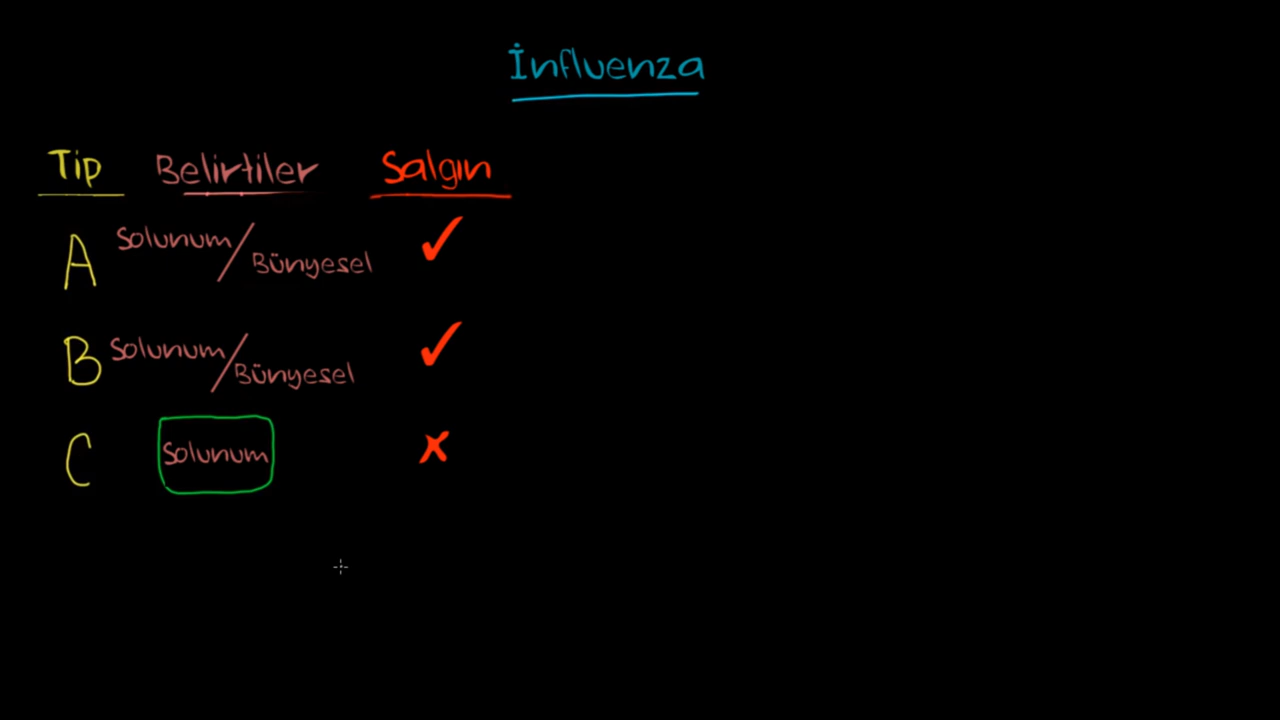 İnfluenza
Tip Belirtiler Salgın
A Solunum/Bünyesel ✓
B Solunum/Bünyesel ✓
C Solunum ✗